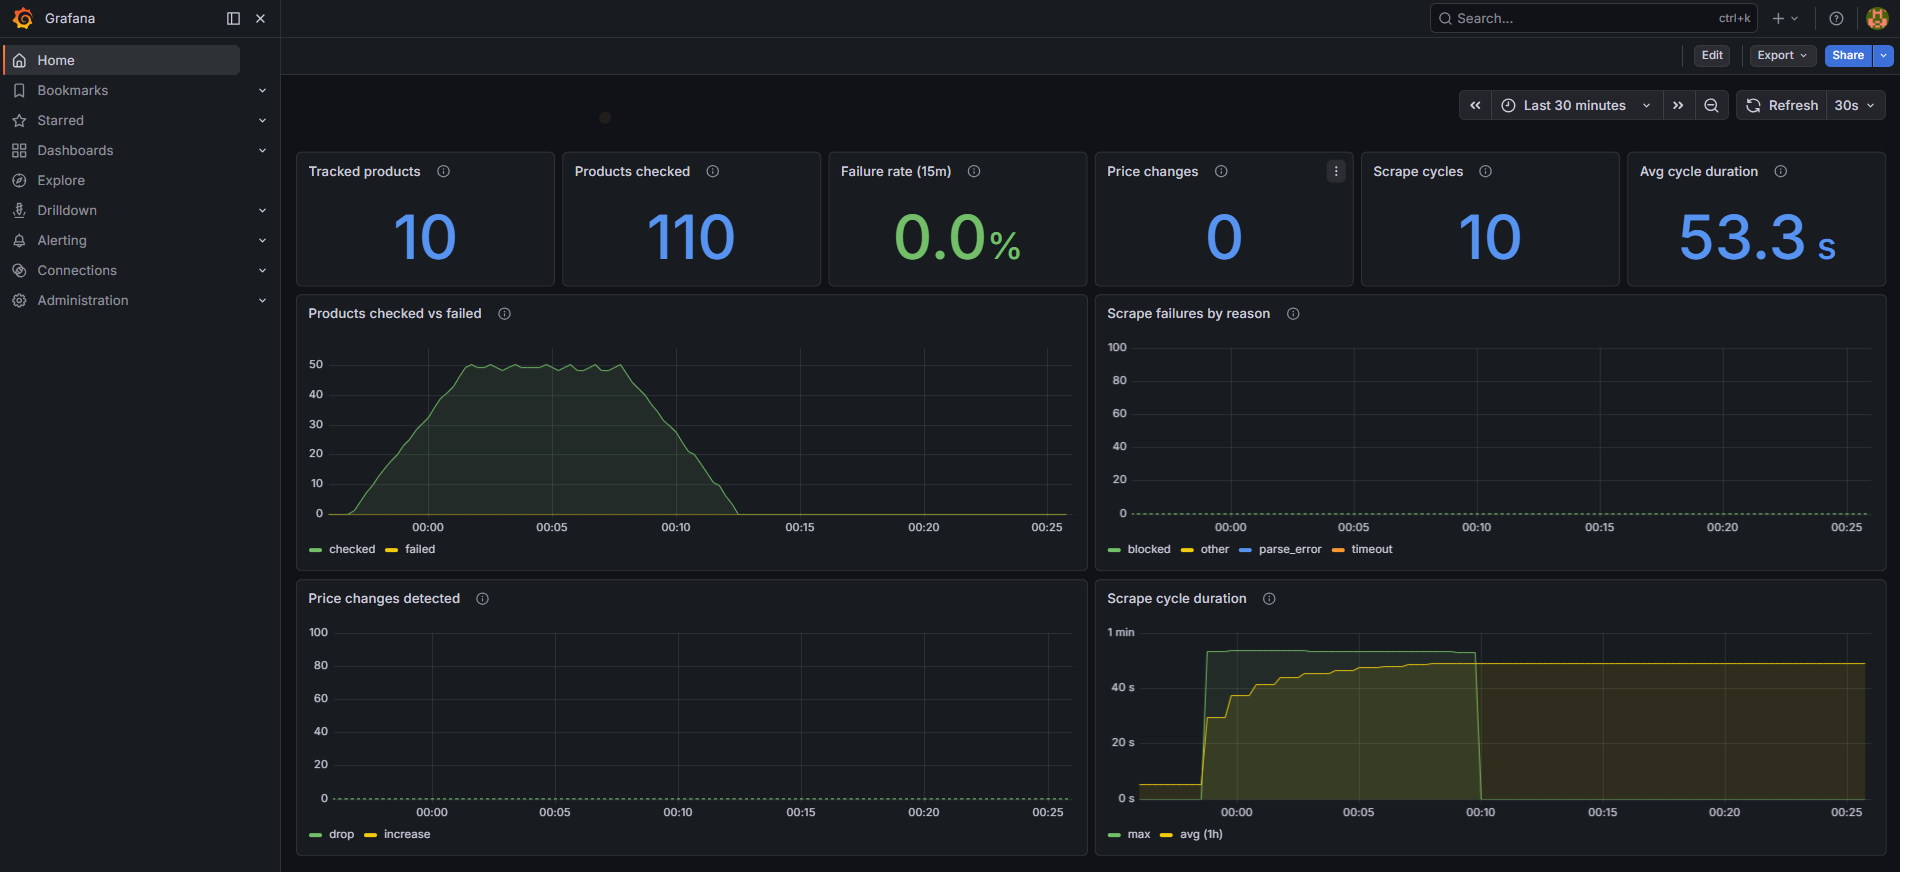 Grafana
Search...
ctrl+k
Home
Bookmarks
Starred
Dashboards
Explore
Drilldown
Alerting
Connections
Administration
Edit
Export
Share
Last 30 minutes
Refresh
30s
Tracked products
10
Products checked
110
Failure rate (15m)
0.0%
Price changes
0
Scrape cycles
10
Avg cycle duration
53.3 s
Products checked vs failed
50
40
30
20
10
0
00:00 00:05 00:10 00:15 00:20 00:25
checked failed
Scrape failures by reason
100
80
60
40
20
0
00:00 00:05 00:10 00:15 00:20 00:25
blocked other parse_error timeout
Price changes detected
100
80
60
40
20
0
00:00 00:05 00:10 00:15 00:20 00:25
drop increase
Scrape cycle duration
1 min
40 s
20 s
0 s
00:00 00:05 00:10 00:15 00:20 00:25
max avg (1h)